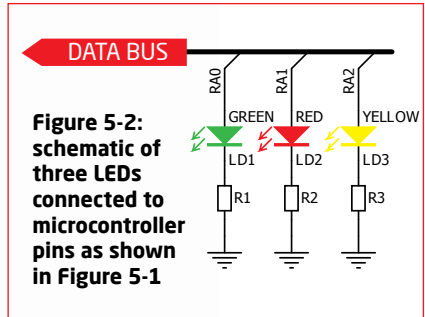 DATA BUS
RA0 RA1 RA2
GREEN RED YELLOW
LD1 LD2 LD3
R1 R2 R3
Figure 5-2:
schematic of
three LEDs
connected to
microcontroller
pins as shown
in Figure 5-1